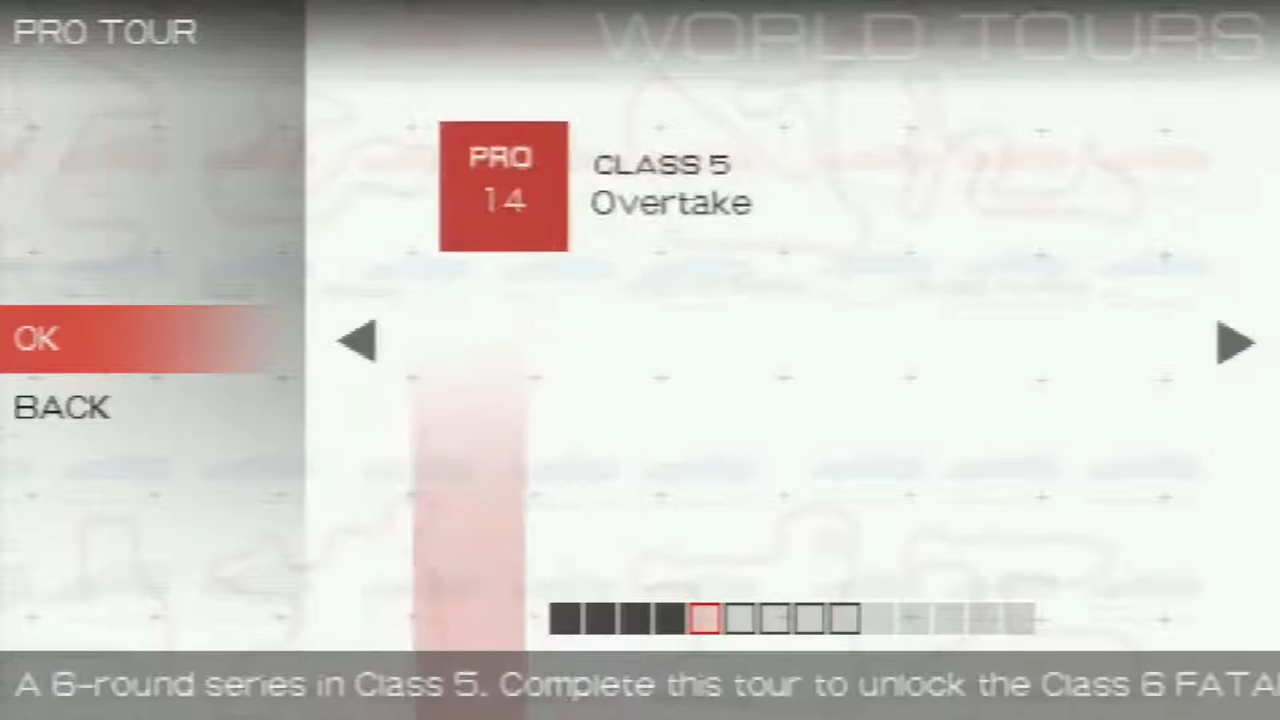 PRO TOUR
WORLD TOURS
PRO
14
CLASS 5
Overtake
OK
BACK
A 6-round series in Class 5. Complete this tour to unlock the Class 6